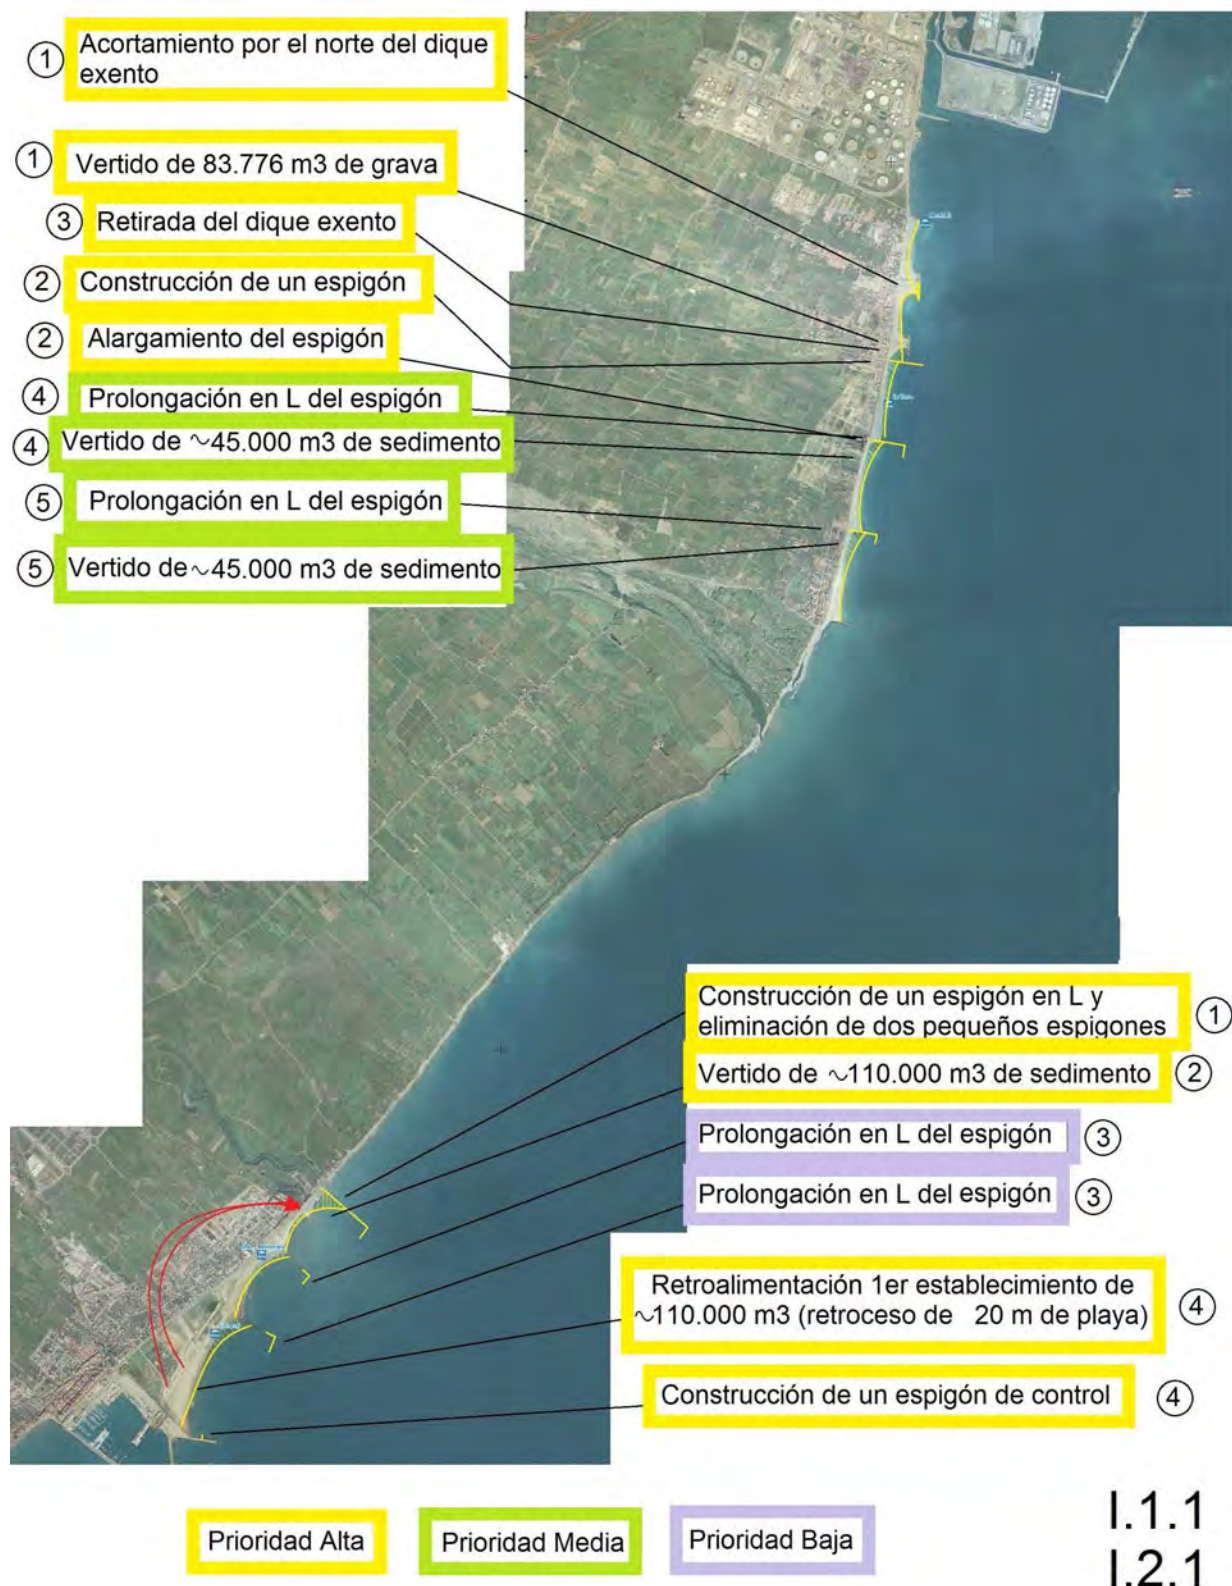 1
Acortamiento por el norte del dique
exento
1
Vertido de 83.776 m3 de grava
3
Retirada del dique exento
2
Construcción de un espigón
2
Alargamiento del espigón
4
Prolongación en L del espigón
4
Vertido de ~45.000 m3 de sedimento
5
Prolongación en L del espigón
5
Vertido de ~45.000 m3 de sedimento
Construcción de un espigón en L y
eliminación de dos pequeños espigones
1
Vertido de ~110.000 m3 de sedimento
2
Prolongación en L del espigón
3
Prolongación en L del espigón
3
Retroalimentación 1er establecimiento de
~110.000 m3 (retroceso de 20 m de playa)
4
Construcción de un espigón de control
4
Prioridad Alta
Prioridad Media
Prioridad Baja
I.1.1
I.2.1